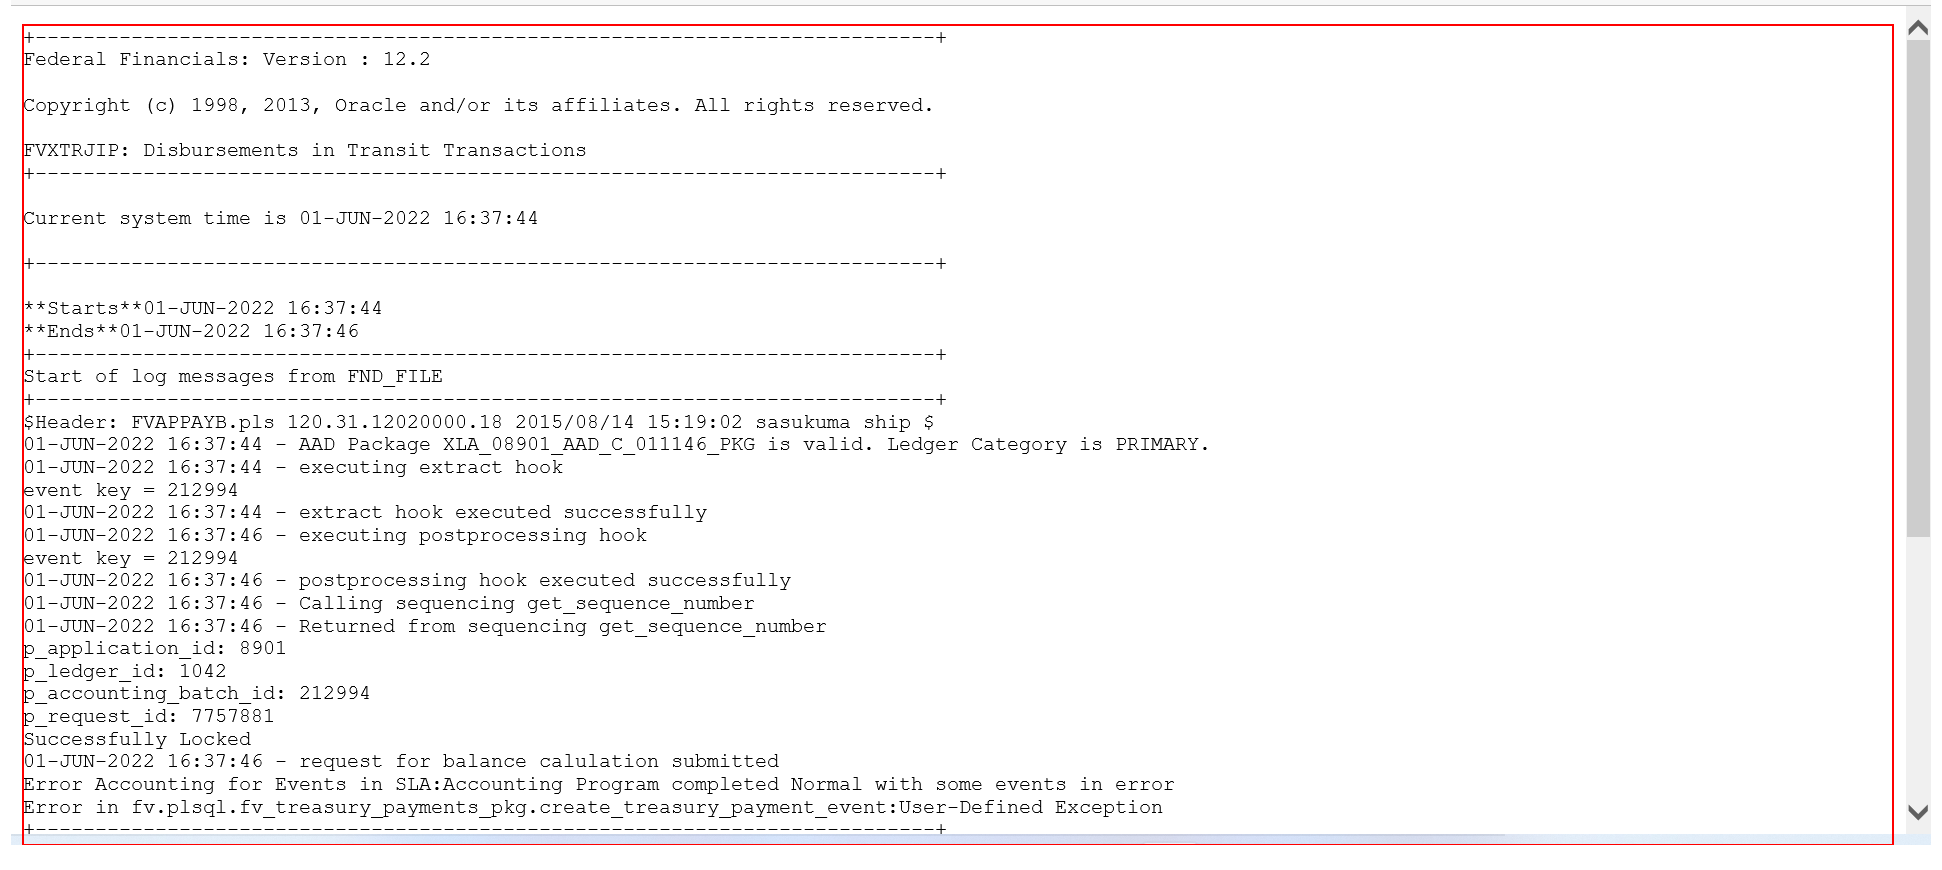 +---------------------------------------------------------------------------+
Federal Financials: Version : 12.2
Copyright (c) 1998, 2013, Oracle and/or its affiliates. All rights reserved.
FVXTRJIP: Disbursements in Transit Transactions
+---------------------------------------------------------------------------+
Current system time is 01-JUN-2022 16:37:44
+---------------------------------------------------------------------------+
**Starts**01-JUN-2022 16:37:44
**Ends**01-JUN-2022 16:37:46
+---------------------------------------------------------------------------+
Start of log messages from FND_FILE
+---------------------------------------------------------------------------+
$Header: FVAPPAYB.pls 120.31.12020000.18 2015/08/14 15:19:02 sasukuma ship $
01-JUN-2022 16:37:44 - AAD Package XLA_08901_AAD_C_011146_PKG is valid. Ledger Category is PRIMARY.
01-JUN-2022 16:37:44 - executing extract hook
event key = 212994
01-JUN-2022 16:37:44 - extract hook executed successfully
01-JUN-2022 16:37:46 - executing postprocessing hook
event key = 212994
01-JUN-2022 16:37:46 - postprocessing hook executed successfully
01-JUN-2022 16:37:46 - Calling sequencing get_sequence_number
01-JUN-2022 16:37:46 - Returned from sequencing get_sequence_number
p_application_id: 8901
p_ledger_id: 1042
p_accounting_batch_id: 212994
p_request_id: 7757881
Successfully Locked
01-JUN-2022 16:37:46 - request for balance calulation submitted
Error Accounting for Events in SLA:Accounting Program completed Normal with some events in error
Error in fv.plsql.fv_treasury_payments_pkg.create_treasury_payment_event:User-Defined Exception
+---------------------------------------------------------------------------+